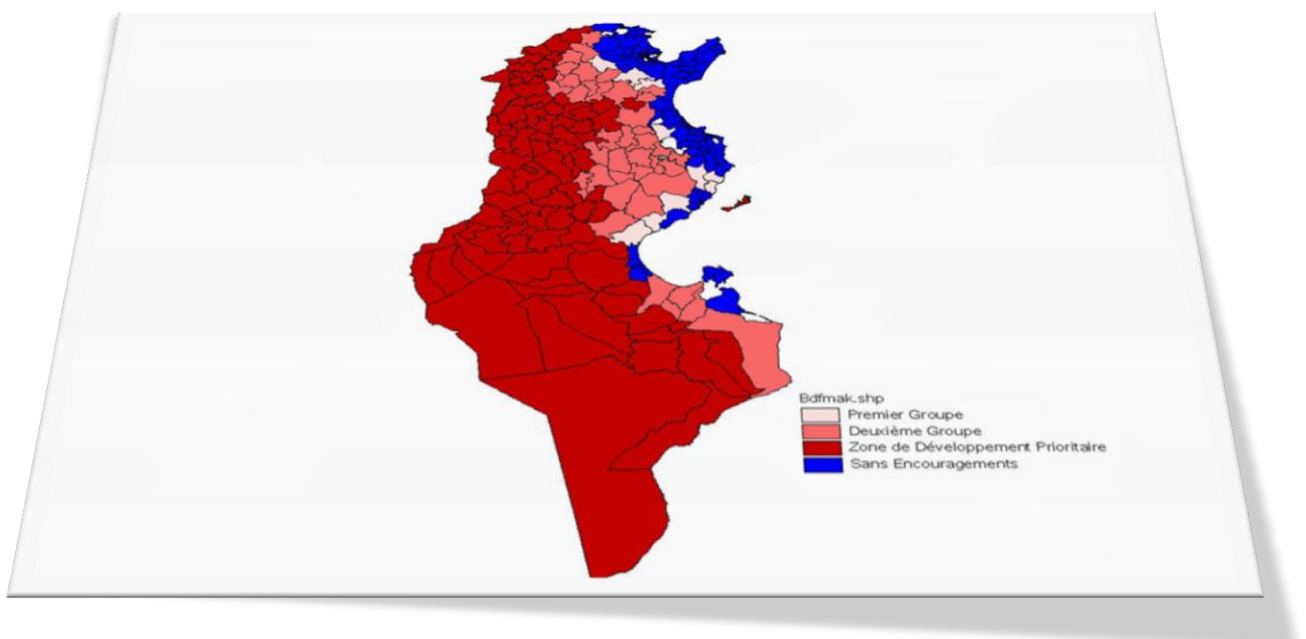 Bdfmak.shp
Premier Groupe
Deuxième Groupe
Zone de Développement Prioritaire
Sans Encouragements